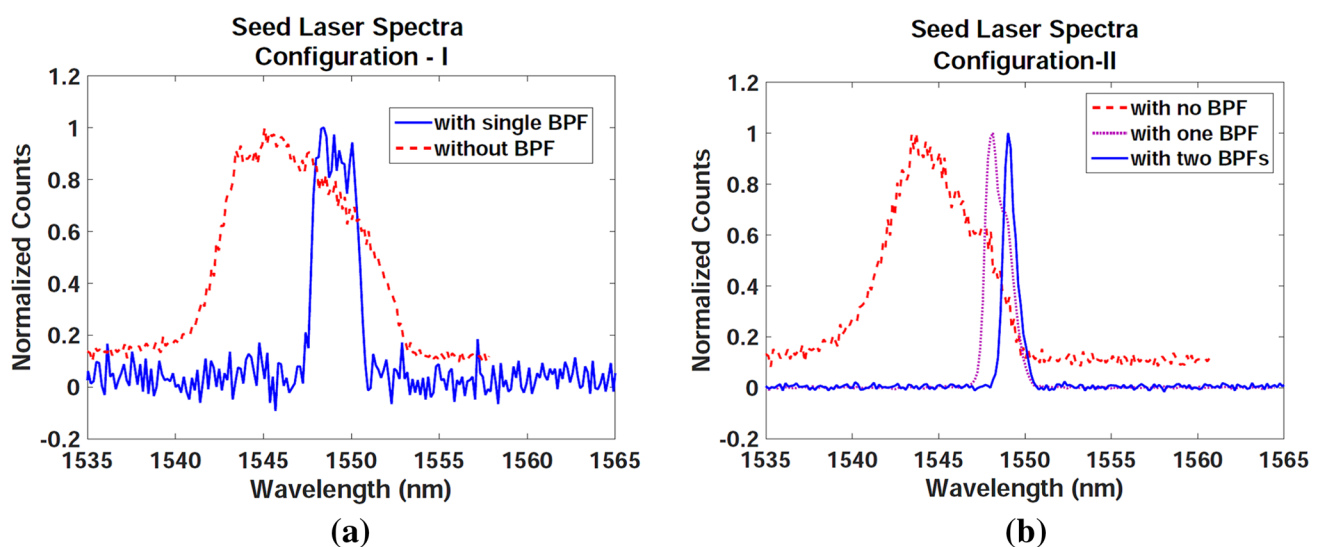 Seed Laser Spectra
Configuration - I
1.2
1
0.8
0.6
0.4
0.2
0
-0.2
Normalized Counts
with single BPF
without BPF
1535 1540 1545 1550 1555 1560 1565
Wavelength (nm)
(a)
Seed Laser Spectra
Configuration-II
1.2
1
0.8
0.6
0.4
0.2
0
-0.2
Normalized Counts
with no BPF
with one BPF
with two BPFs
1535 1540 1545 1550 1555 1560 1565
Wavelength (nm)
(b)